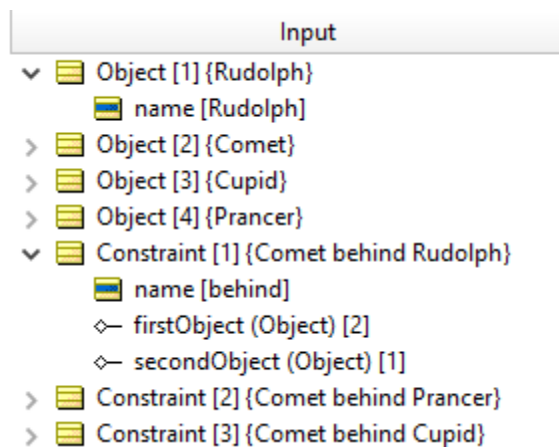 Input
Object [1] {Rudolph}
name [Rudolph]
Object [2] {Comet}
Object [3] {Cupid}
Object [4] {Prancer}
Constraint [1] {Comet behind Rudolph}
name [behind]
firstObject (Object) [2]
secondObject (Object) [1]
Constraint [2] {Comet behind Prancer}
Constraint [3] {Comet behind Cupid}